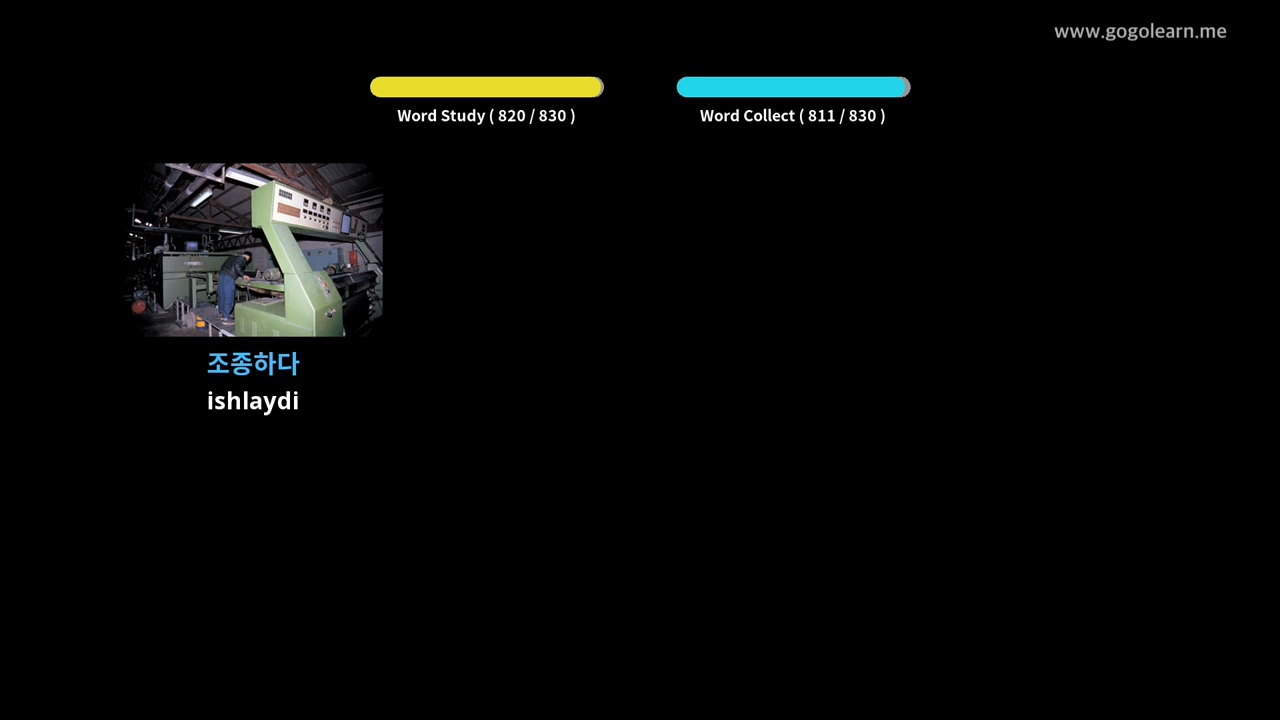 www.gogolearn.me
Word Study ( 820 / 830 )
Word Collect ( 811 / 830 )
조종하다
ishlaydi